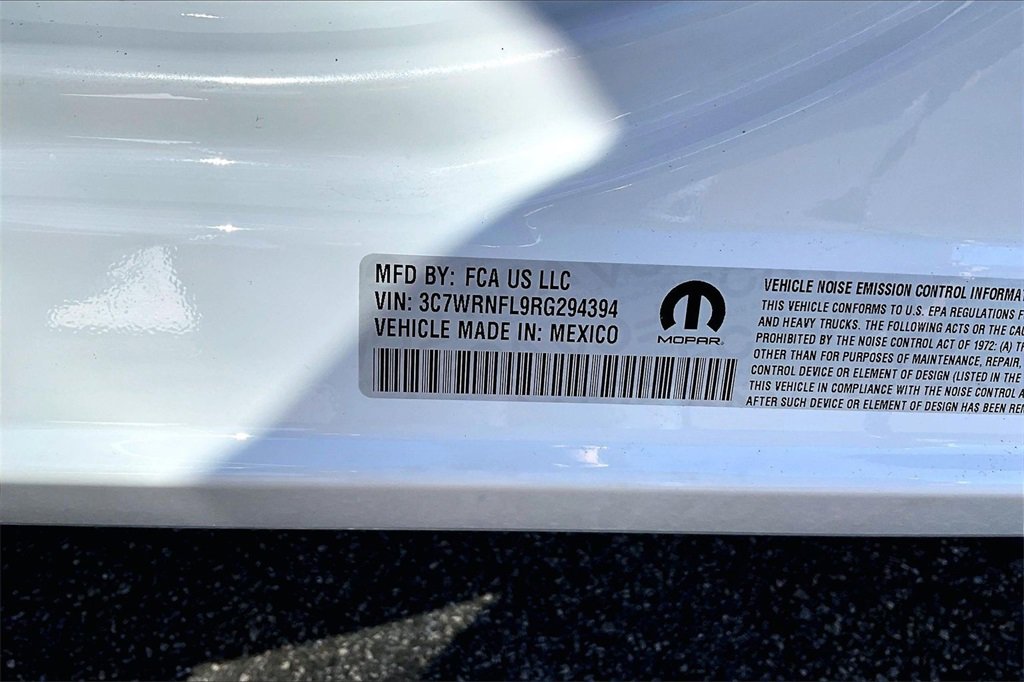 MFD BY: FCA US LLC
VIN: 3C7WRNFL9RG294394
VEHICLE MADE IN: MEXICO
MOPAR
VEHICLE NOISE EMISSION CONTROL
THIS VEHICLE CONFORMS TO U.S. EPA REGULATIONS
AND HEAVY TRUCKS. THE FOLLOWING ACTS OR THE
PROHIBITED BY THE NOISE CONTROL ACT OF 1972: (A)
OTHER THAN FOR PURPOSES OF MAINTENANCE, REPAIR,
CONTROL DEVICE OR ELEMENT OF DESIGN (LISTED IN THE
THIS VEHICLE IN COMPLIANCE WITH THE NOISE CONTROL
AFTER SUCH DEVICE OR ELEMENT OF DESIGN HAS BEEN